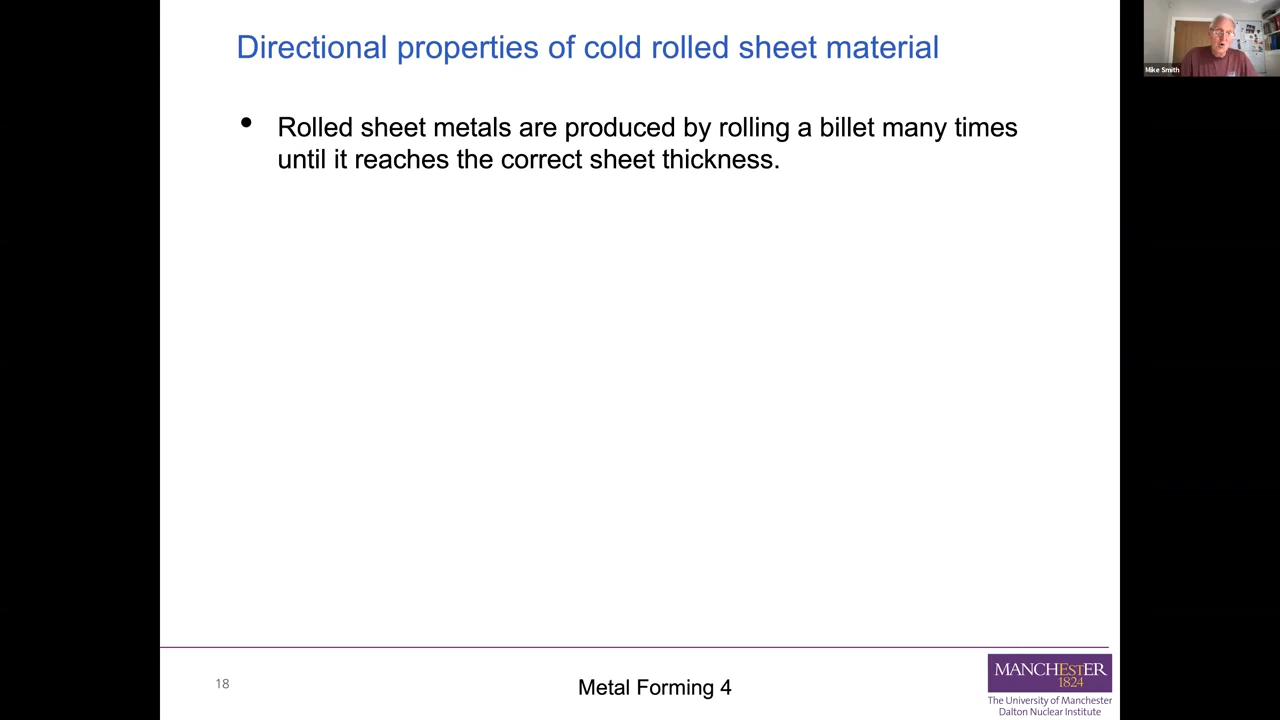 Directional properties of cold rolled sheet material
Mike Smith
• Rolled sheet metals are produced by rolling a billet many times
until it reaches the correct sheet thickness.
18
Metal Forming 4
MANCHESTER
1824
The University of Manchester
Dalton Nuclear Institute